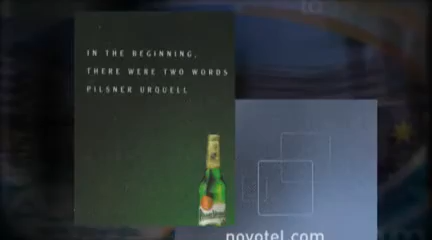 IN THE BEGINNING,
THERE WERE TWO WORDS
PILSNER URQUELL
novotel.com